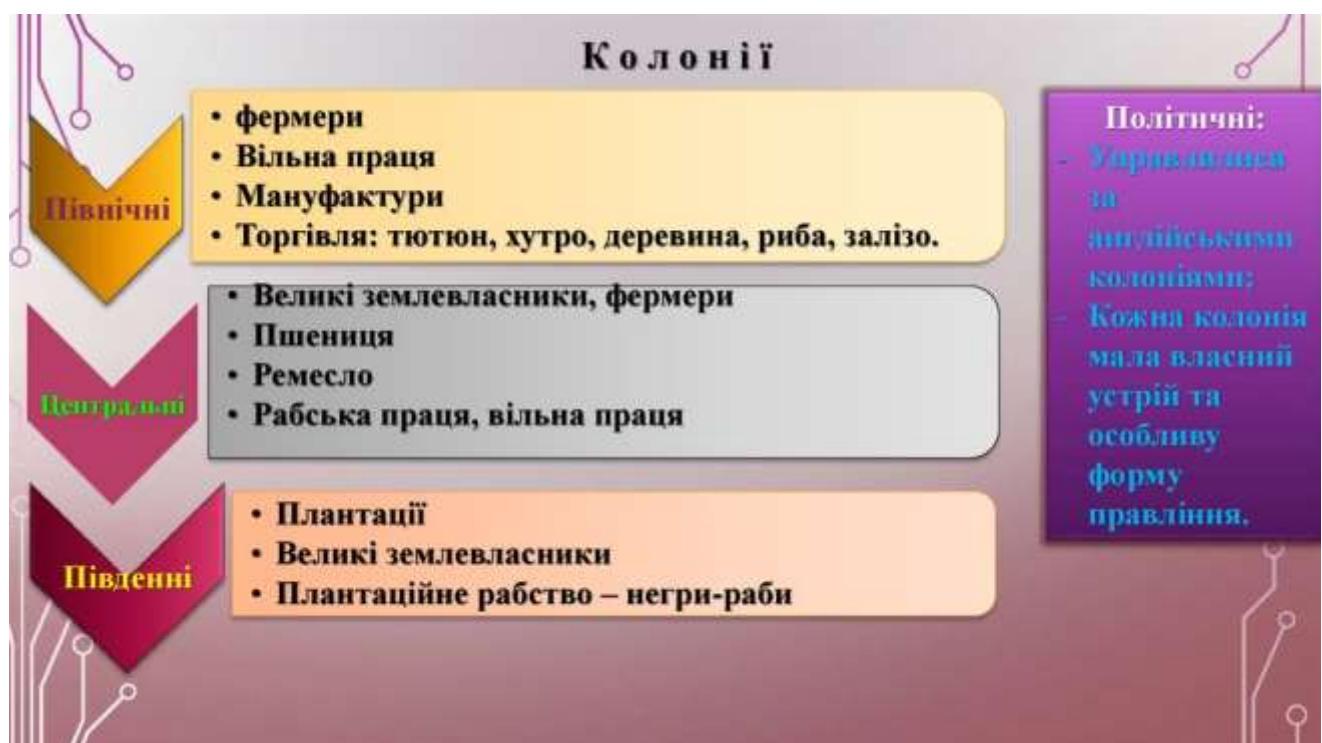 Колонії
Північні
• фермери
• Вільна праця
• Мануфактури
• Торгівля: тютюн, хутро, деревина, риба, залізо.
Центральні
• Великі землевласники, фермери
• Пшениця
• Ремесло
• Рабська праця, вільна праця
Південні
• Плантації
• Великі землевласники
• Плантаційне рабство – негри-раби
Політичні:
- Управлялися
за
англійськими
колоніями;
- Кожна колонія
мала власний
устрій та
особливу
форму
правління.